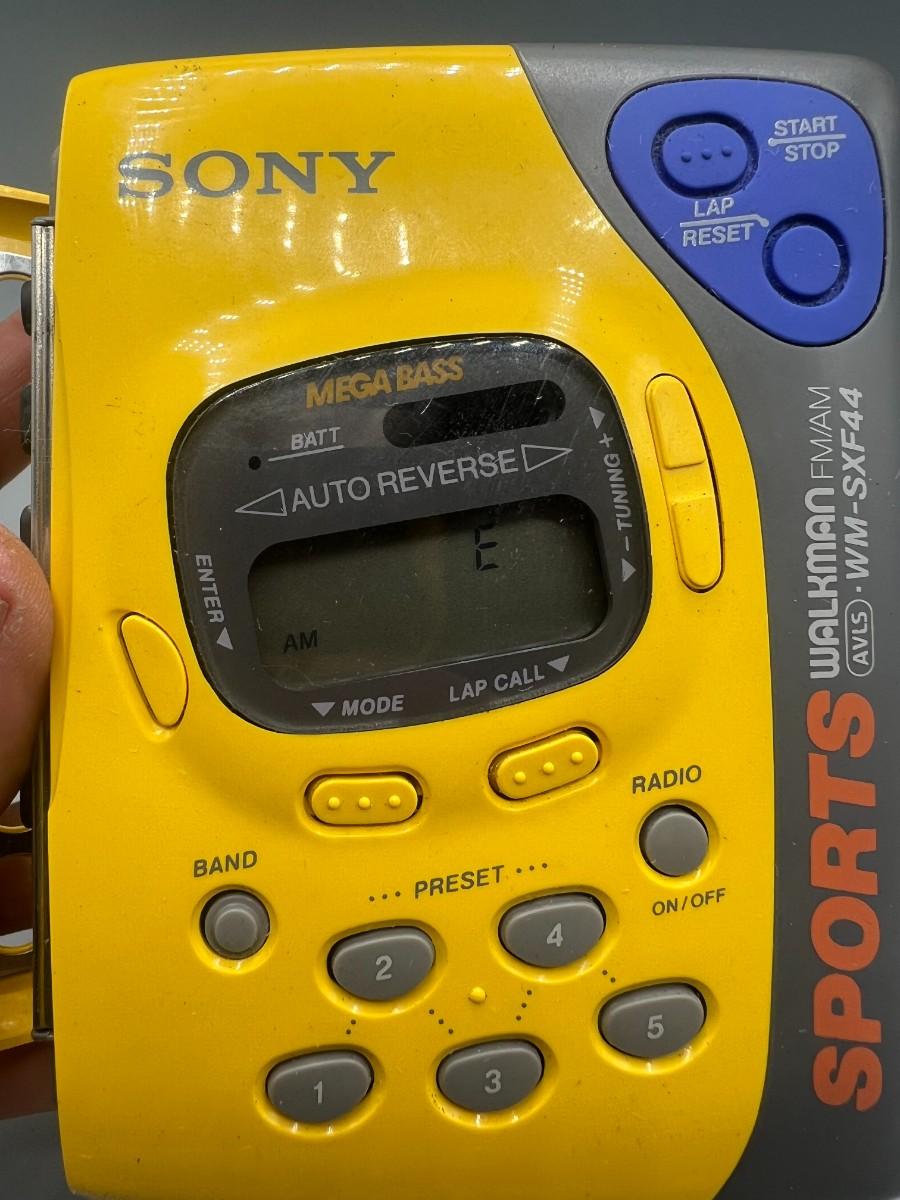 SONY
START
STOP
LAP
RESET
MEGA BASS
BATT
AUTO REVERSE
– TUNING +
ENTER
E
AM
MODE
LAP CALL
SPORTS WALKMAN FM/AM
AVLS · WM-SXF44
RADIO
ON/OFF
BAND
••• PRESET •••
2
4
5
1
3